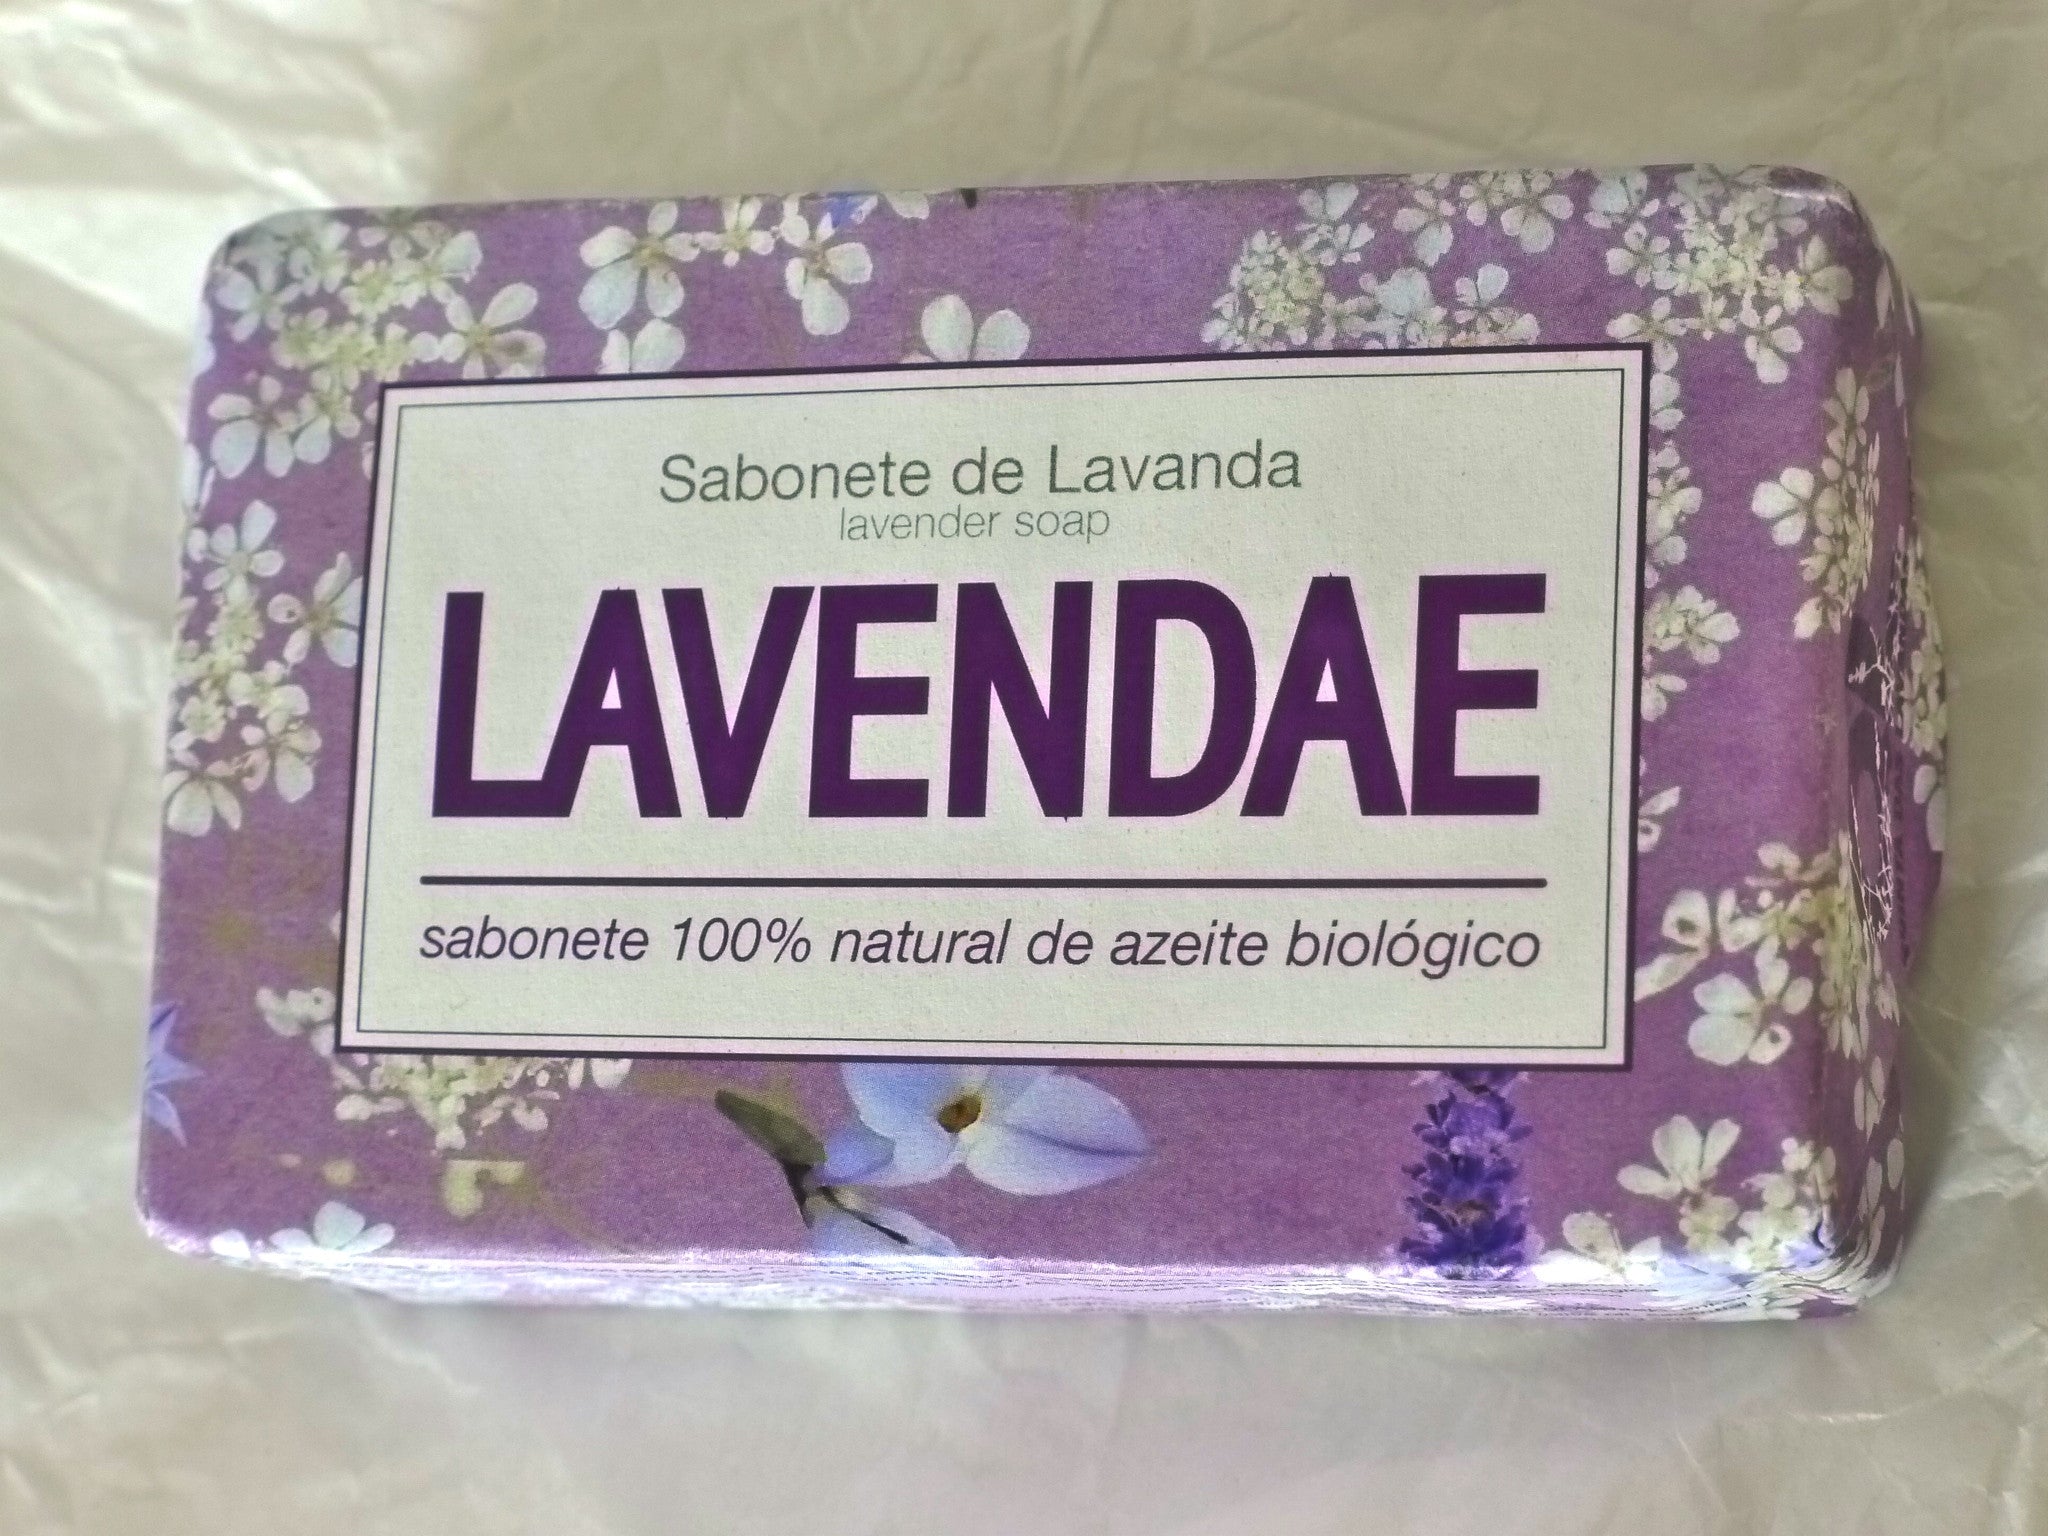 Sabonete de Lavanda
lavender soap
LAVENDAE
sabonete 100% natural de azeite biológico